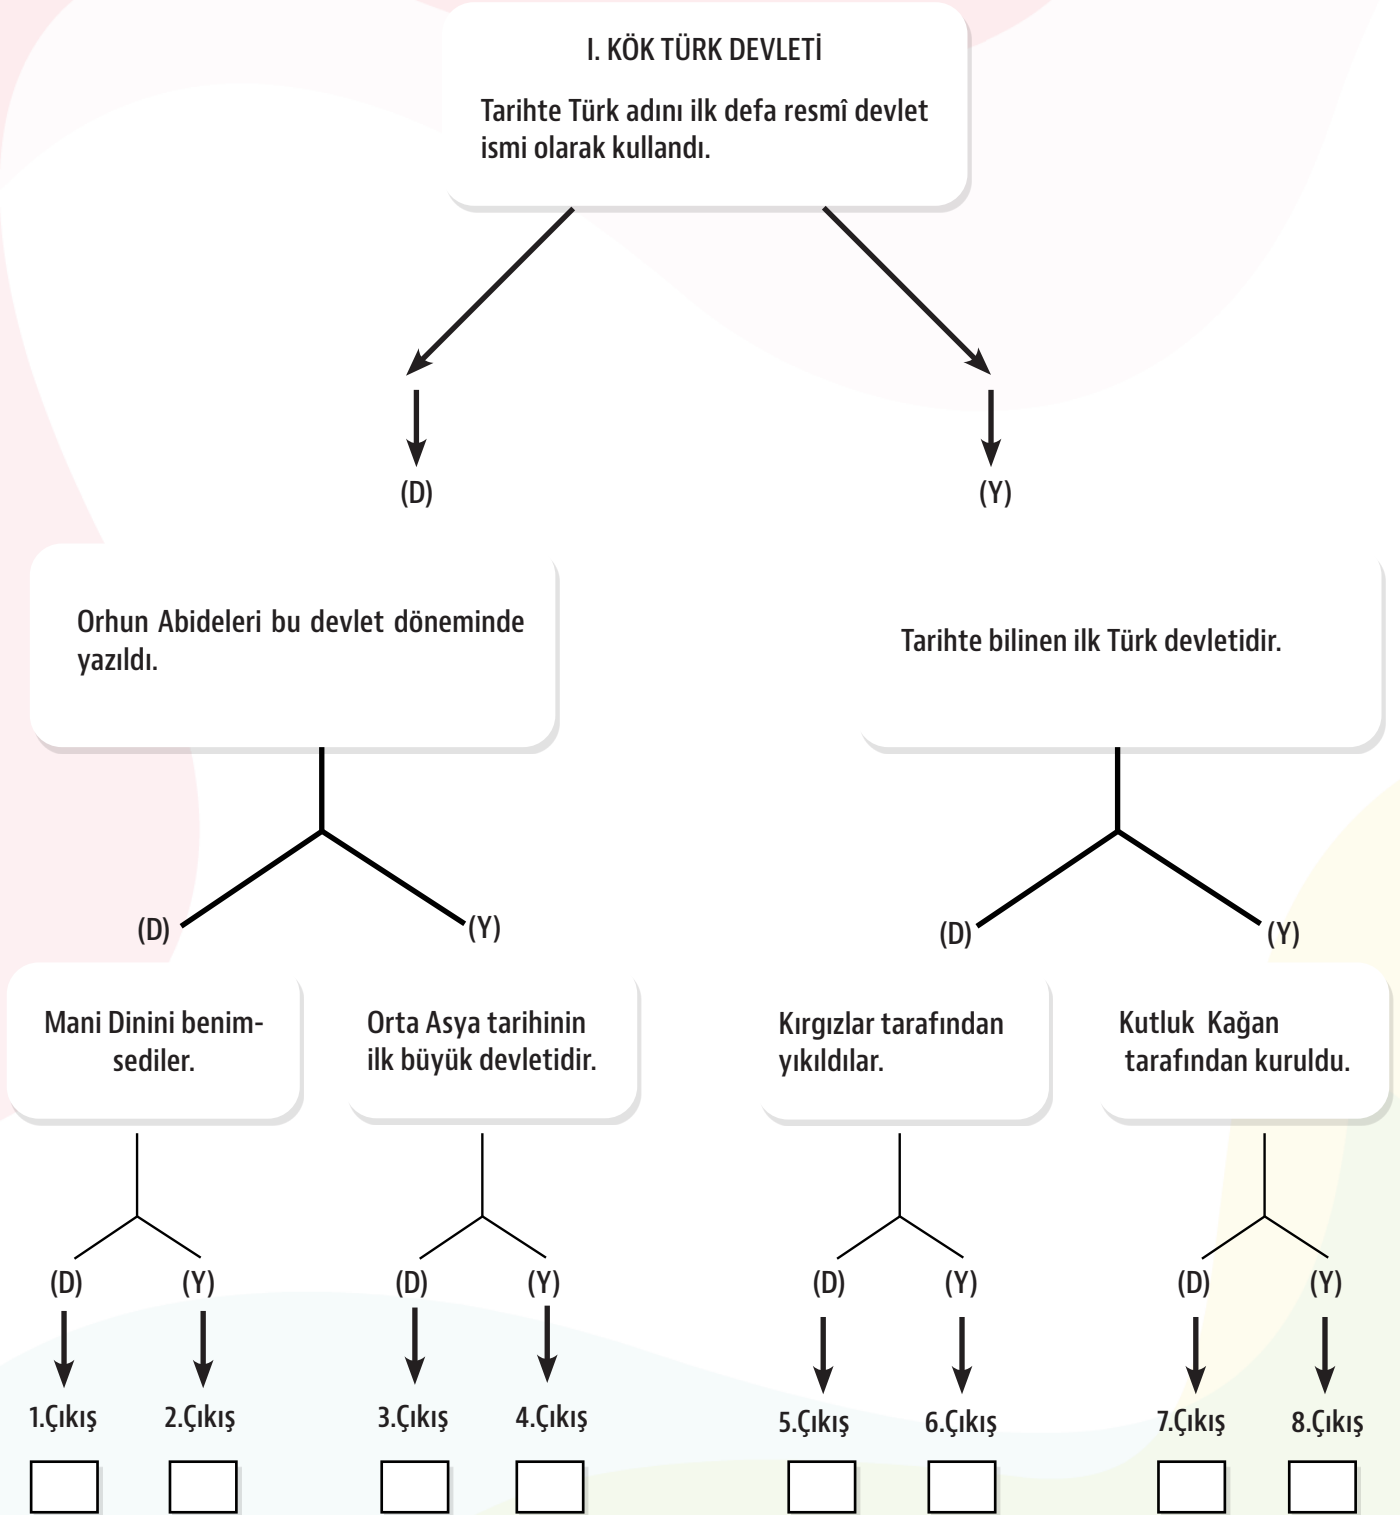 I. KÖK TÜRK DEVLETİ
Tarihte Türk adını ilk defa resmî devlet
ismi olarak kullandı.
(D)
(Y)
Orhun Abideleri bu devlet döneminde
yazıldı.
Tarihte bilinen ilk Türk devletidir.
(D)
(Y)
(D)
(Y)
Mani Dinini benim-
sediler.
Orta Asya tarihinin
ilk büyük devletidir.
Kırgızlar tarafından
yıkıldılar.
Kutluk Kağan
tarafından kuruldu.
(D)
(Y)
(D)
(Y)
(D)
(Y)
(D)
(Y)
1.Çıkış
2.Çıkış
3.Çıkış
4.Çıkış
5.Çıkış
6.Çıkış
7.Çıkış
8.Çıkış